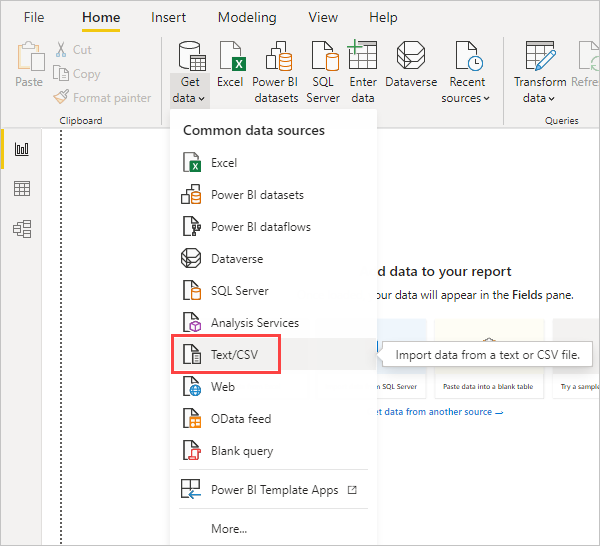 File Home Insert Modeling View Help
Paste
Cut
Copy
Format painter
Clipboard
Get data
Excel
Power BI datasets
SQL Server
Enter data
Dataverse
Recent sources
Transform data
Queries
Common data sources
Excel
Power BI datasets
Power BI dataflows
Dataverse
SQL Server
Analysis Services
Text/CSV
Import data from a text or CSV file.
Web
OData feed
Blank query
Power BI Template Apps
More...
data to your report
data will appear in the Fields pane.
SQL Server
Paste data into a blank table
Try a sample
data from another source →